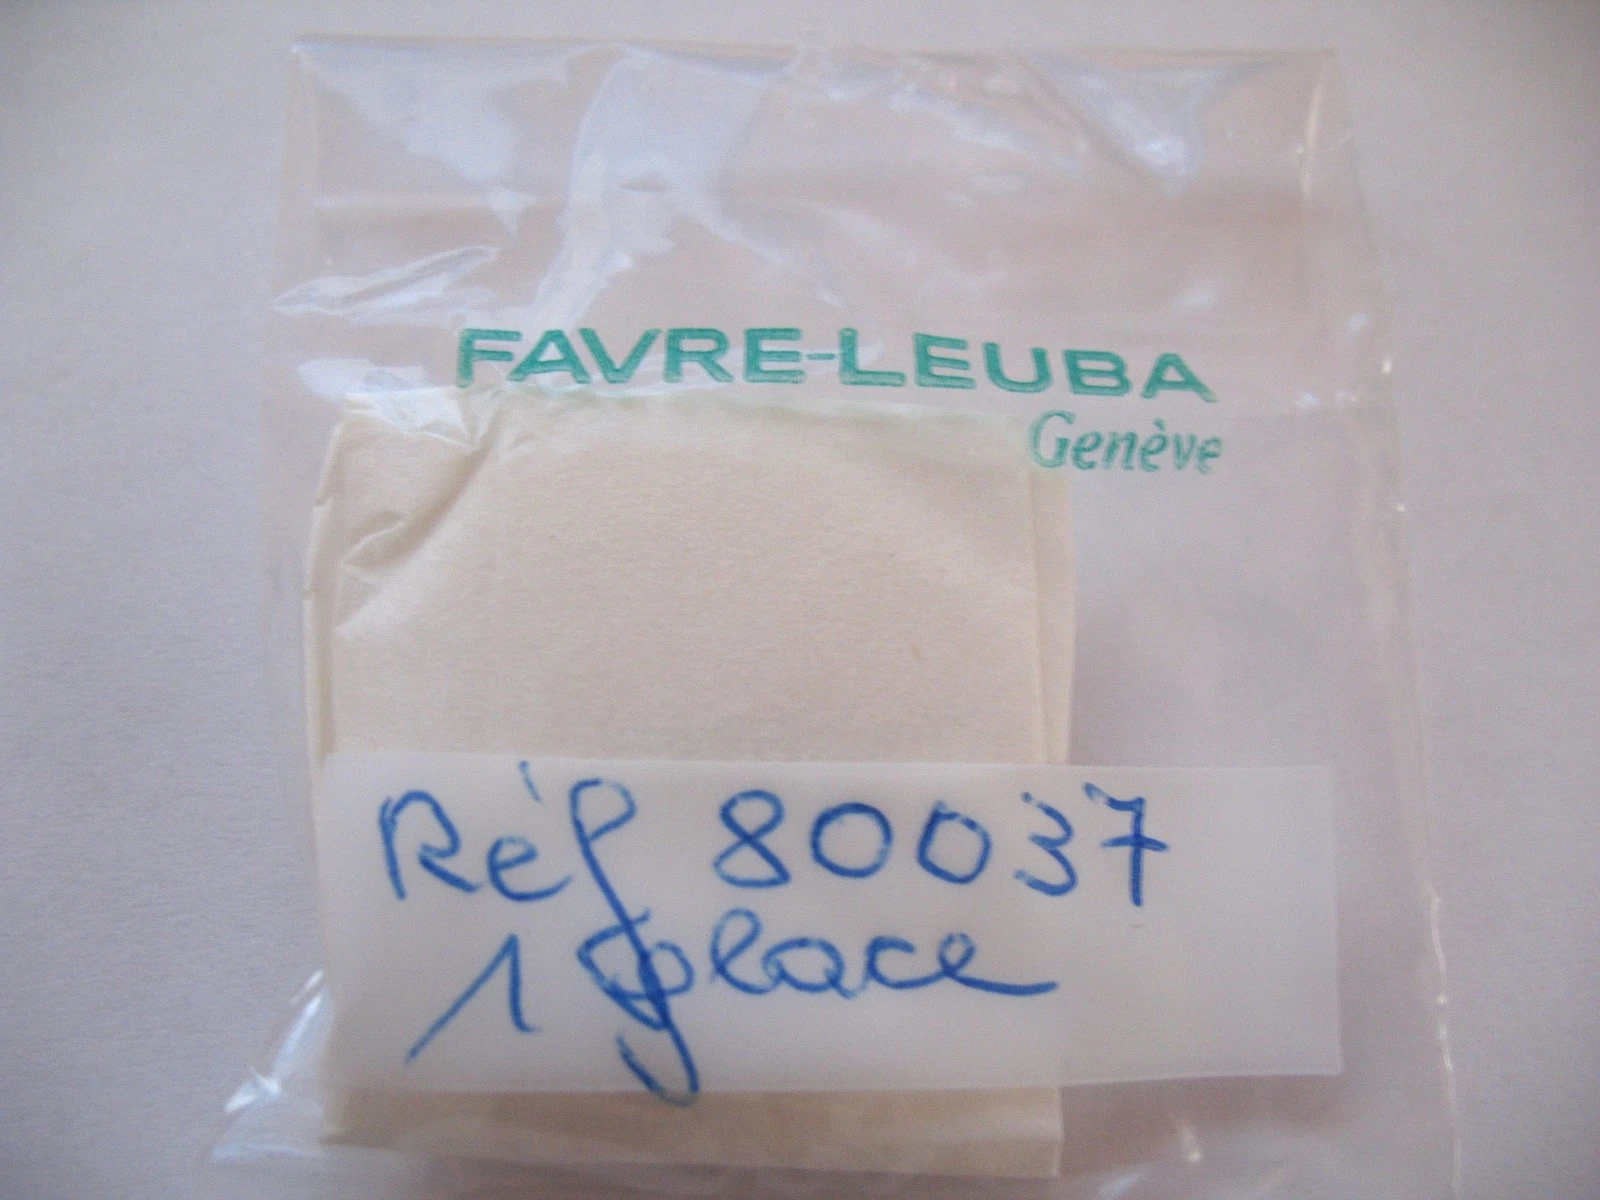 FAVRE-LEUBA
Genève
Réf 80037
1 glace